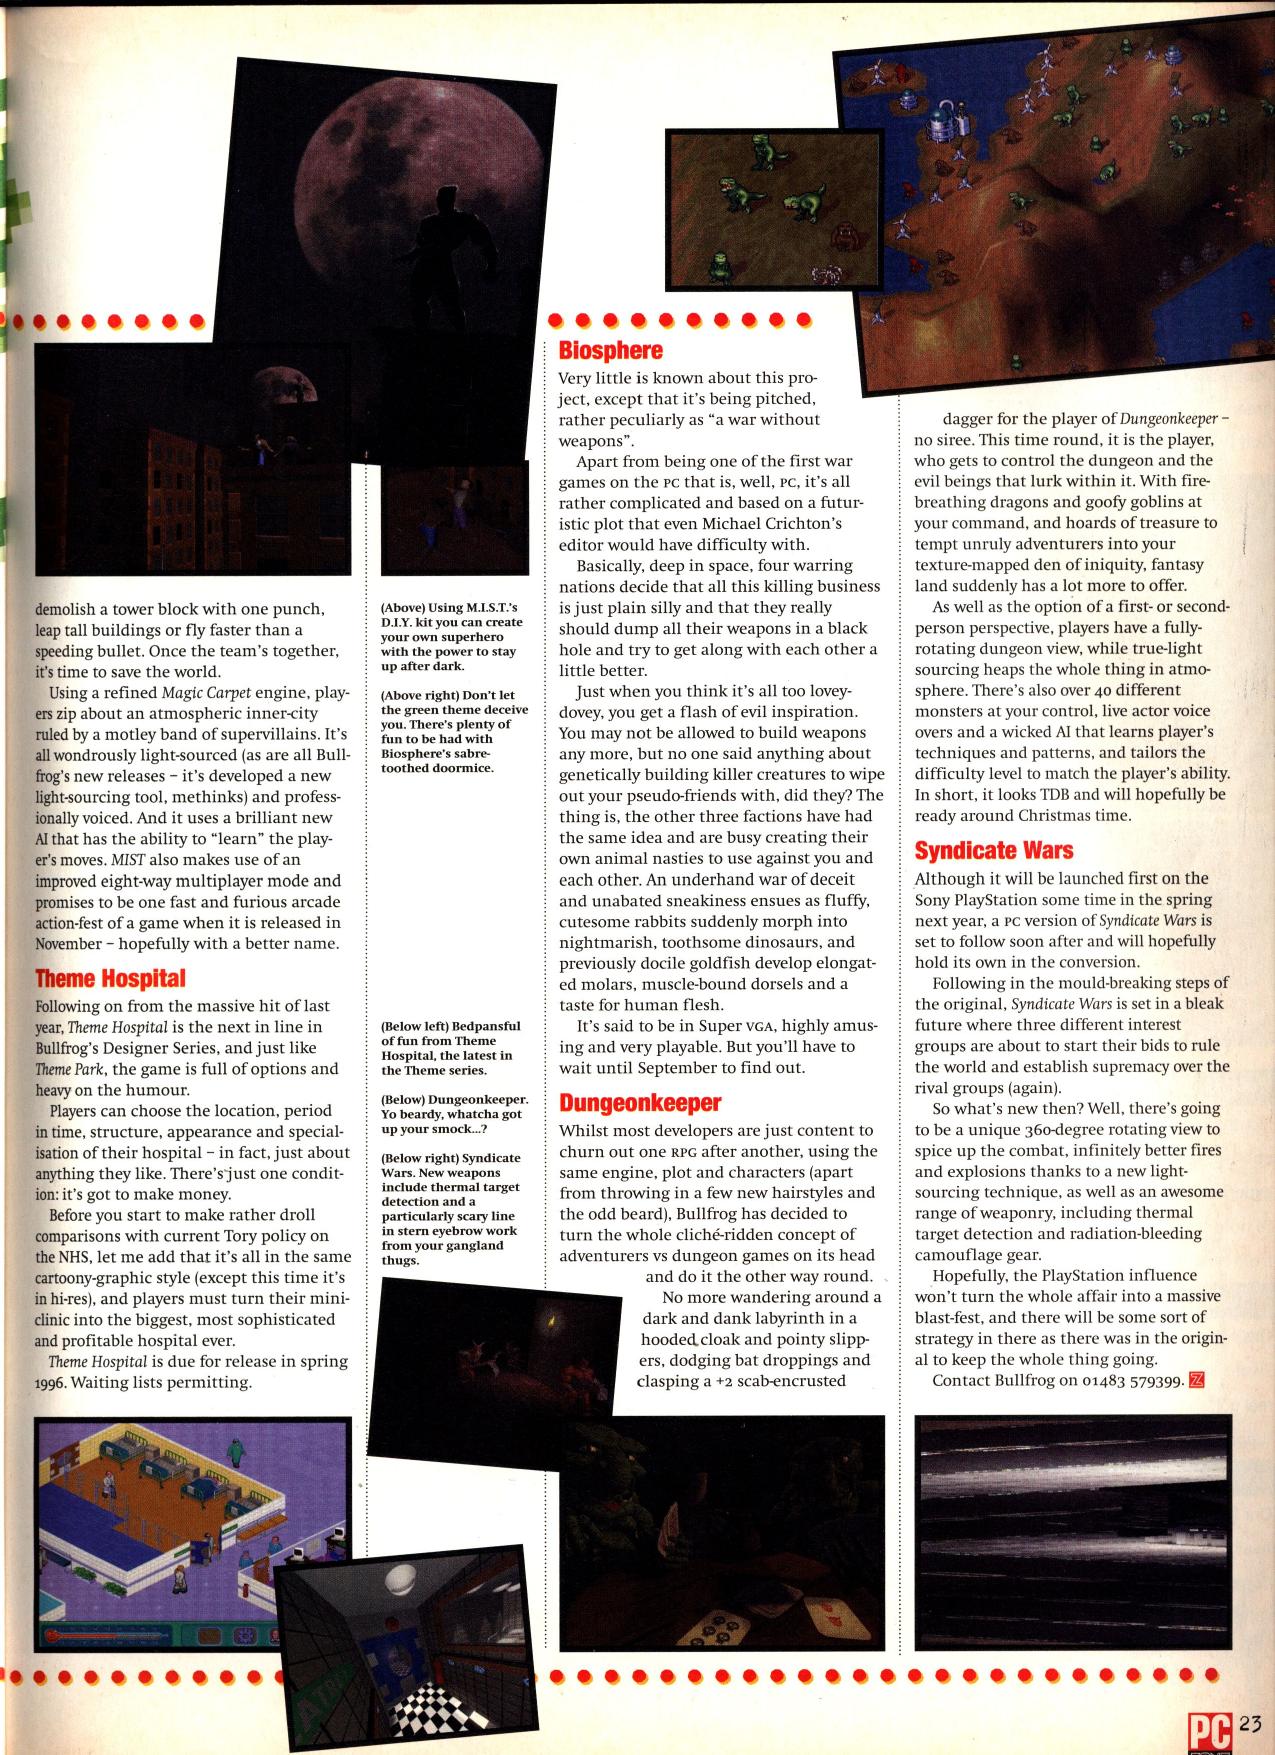 demolish a tower block with one punch,
leap tall buildings or fly faster than a
speeding bullet. Once the team's together,
it's time to save the world.
Using a refined Magic Carpet engine, play-
ers zip about an atmospheric inner-city
ruled by a motley band of supervillains. It's
all wondrously light-sourced (as are all Bull-
frog's new releases – it's developed a new
light-sourcing tool, methinks) and profess-
ionally voiced. And it uses a brilliant new
AI that has the ability to “learn” the play-
er's moves. MIST also makes use of an
improved eight-way multiplayer mode and
promises to be one fast and furious arcade
action-fest of a game when it is released in
November – hopefully with a better name.
Theme Hospital
Following on from the massive hit of last
year, Theme Hospital is the next in line in
Bullfrog's Designer Series, and just like
Theme Park, the game is full of options and
heavy on the humour.
Players can choose the location, period
in time, structure, appearance and special-
isation of their hospital – in fact, just about
anything they like. There's just one condit-
ion: it's got to make money.
Before you start to make rather droll
comparisons with current Tory policy on
the NHS, let me add that it's all in the same
cartoony-graphic style (except this time it's
in hi-res), and players must turn their mini-
clinic into the biggest, most sophisticated
and profitable hospital ever.
Theme Hospital is due for release in spring
1996. Waiting lists permitting.
(Above) Using M.I.S.T.'s
D.I.Y. kit you can create
your own superhero
with the power to stay
up after dark.
(Above right) Don't let
the green theme deceive
you. There's plenty of
fun to be had with
Biosphere's sabre-
toothed doormice.
(Below left) Bedpansful
of fun from Theme
Hospital, the latest in
the Theme series.
(Below) Dungeonkeeper.
Yo beardy, whatcha got
up your smock...?
(Below right) Syndicate
Wars. New weapons
include thermal target
detection and a
particularly scary line
in stern eyebrow work
from your gangland
thugs.
Biosphere
Very little is known about this pro-
ject, except that it's being pitched,
rather peculiarly as “a war without
weapons”.
Apart from being one of the first war
games on the PC that is, well, PC, it's all
rather complicated and based on a futur-
istic plot that even Michael Crichton's
editor would have difficulty with.
Basically, deep in space, four warring
nations decide that all this killing business
is just plain silly and that they really
should dump all their weapons in a black
hole and try to get along with each other a
little better.
Just when you think it's all too lovey-
dovey, you get a flash of evil inspiration.
You may not be allowed to build weapons
any more, but no one said anything about
genetically building killer creatures to wipe
out your pseudo-friends with, did they? The
thing is, the other three factions have had
the same idea and are busy creating their
own animal nasties to use against you and
each other. An underhand war of deceit
and unabated sneakiness ensues as fluffy,
cutesome rabbits suddenly morph into
nightmarish, toothsome dinosaurs, and
previously docile goldfish develop elongat-
ed molars, muscle-bound dorsels and a
taste for human flesh.
It's said to be in Super VGA, highly amus-
ing and very playable. But you'll have to
wait until September to find out.
Dungeonkeeper
Whilst most developers are just content to
churn out one RPG after another, using the
same engine, plot and characters (apart
from throwing in a few new hairstyles and
the odd beard), Bullfrog has decided to
turn the whole cliché-ridden concept of
adventurers vs dungeon games on its head
and do it the other way round.
No more wandering around a
dark and dank labyrinth in a
hooded cloak and pointy slipp-
ers, dodging bat droppings and
clasping a +2 scab-encrusted
dagger for the player of Dungeonkeeper –
no siree. This time round, it is the player,
who gets to control the dungeon and the
evil beings that lurk within it. With fire-
breathing dragons and goofy goblins at
your command, and hoards of treasure to
tempt unruly adventurers into your
texture-mapped den of iniquity, fantasy
land suddenly has a lot more to offer.
As well as the option of a first- or second-
person perspective, players have a fully-
rotating dungeon view, while true-light
sourcing heaps the whole thing in atmo-
sphere. There's also over 40 different
monsters at your control, live actor voice
overs and a wicked AI that learns player's
techniques and patterns, and tailors the
difficulty level to match the player's ability.
In short, it looks TDB and will hopefully be
ready around Christmas time.
Syndicate Wars
Although it will be launched first on the
Sony PlayStation some time in the spring
next year, a PC version of Syndicate Wars is
set to follow soon after and will hopefully
hold its own in the conversion.
Following in the mould-breaking steps of
the original, Syndicate Wars is set in a bleak
future where three different interest
groups are about to start their bids to rule
the world and establish supremacy over the
rival groups (again).
So what's new then? Well, there's going
to be a unique 360-degree rotating view to
spice up the combat, infinitely better fires
and explosions thanks to a new light-
sourcing technique, as well as an awesome
range of weaponry, including thermal
target detection and radiation-bleeding
camouflage gear.
Hopefully, the PlayStation influence
won't turn the whole affair into a massive
blast-fest, and there will be some sort of
strategy in there as there was in the origin-
al to keep the whole thing going.
Contact Bullfrog on 01483 579399. Z
PC 23